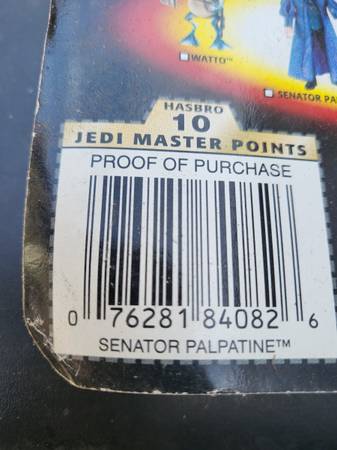 WATTO™
SENATOR PA
HASBRO
10
JEDI MASTER POINTS
PROOF OF PURCHASE
0 76281 84082 6
SENATOR PALPATINE™